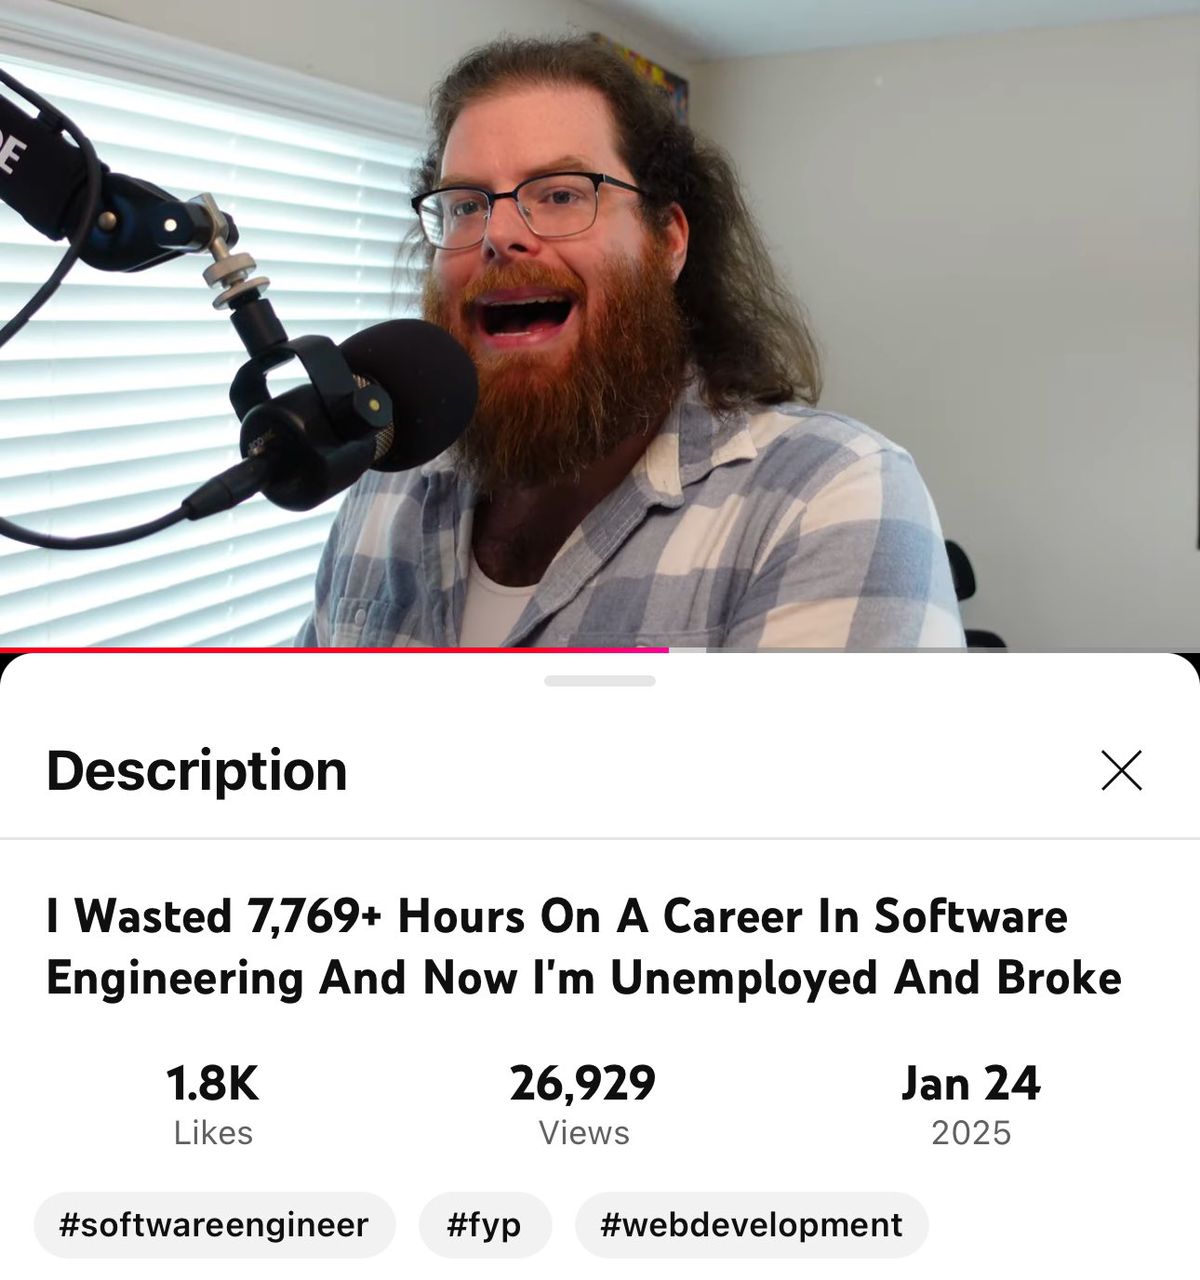 Description
I Wasted 7,769+ Hours On A Career In Software
Engineering And Now I'm Unemployed And Broke
1.8K 26,929 Jan 24
Likes Views 2025
#softwareengineer #fyp #webdevelopment